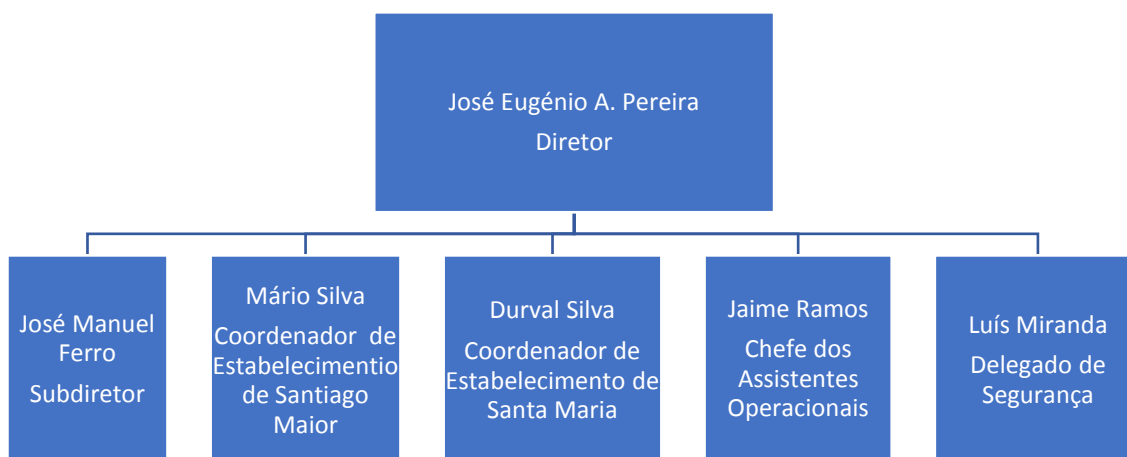 José Eugénio A. Pereira
Diretor
José Manuel
Ferro
Subdiretor
Mário Silva
Coordenador de
Estabelecimentio
de Santiago
Maior
Durval Silva
Coordenador de
Estabelecimento de
Santa Maria
Jaime Ramos
Chefe dos
Assistentes
Operacionais
Luís Miranda
Delegado de
Segurança